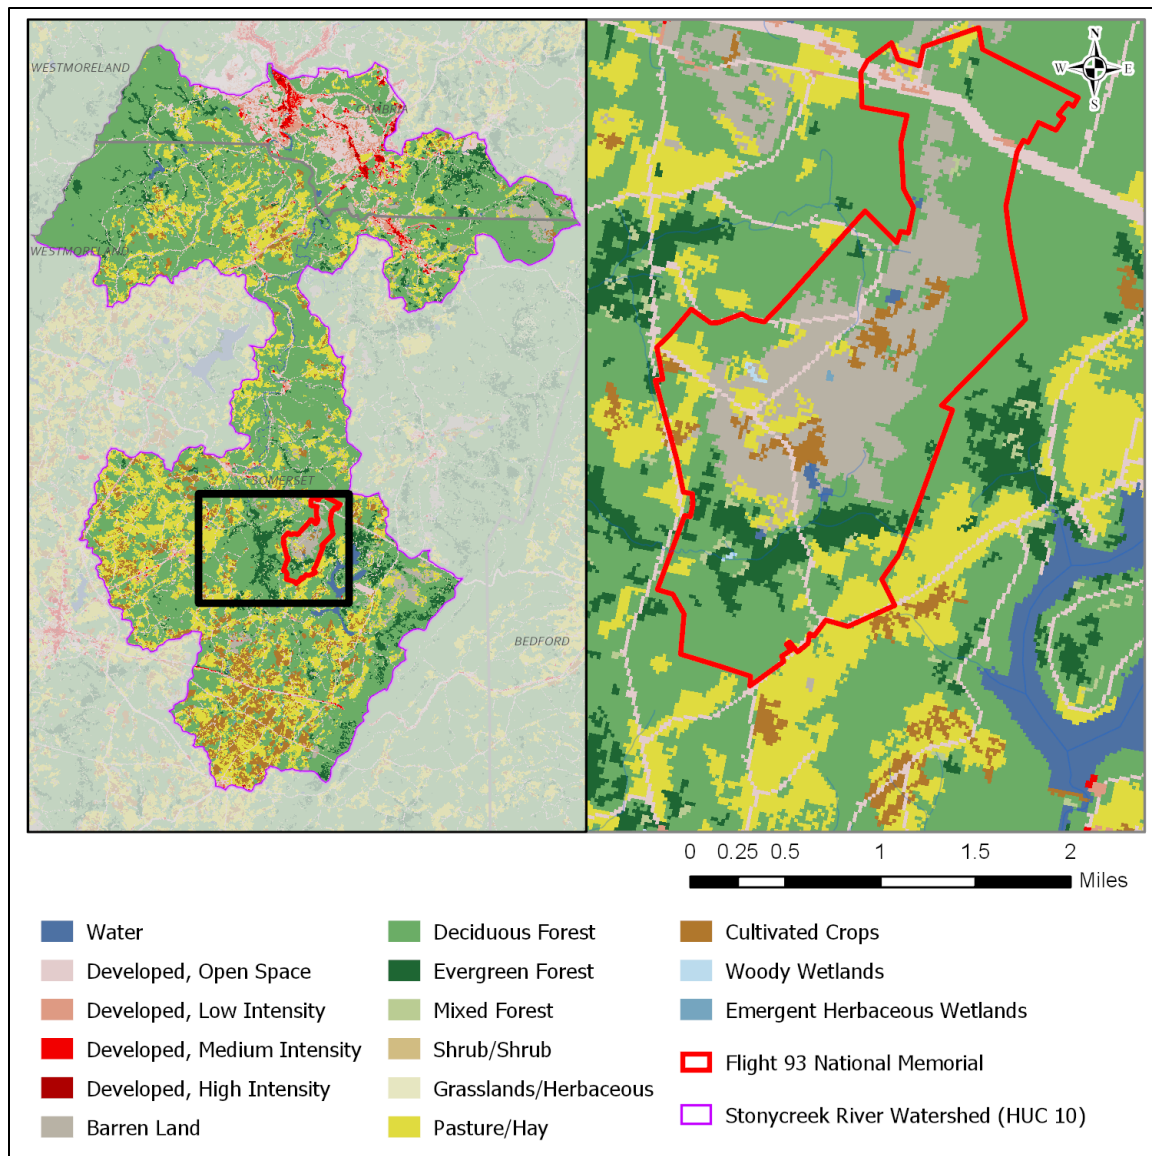 WESTMORELAND
CAMBRIA
WESTMORELAND
SOMERSET
BEDFORD
N
W E
S
0 0.25 0.5 1 1.5 2
Miles
Water
Developed, Open Space
Developed, Low Intensity
Developed, Medium Intensity
Developed, High Intensity
Barren Land
Deciduous Forest
Evergreen Forest
Mixed Forest
Shrub/Shrub
Grasslands/Herbaceous
Pasture/Hay
Cultivated Crops
Woody Wetlands
Emergent Herbaceous Wetlands
Flight 93 National Memorial
Stonycreek River Watershed (HUC 10)